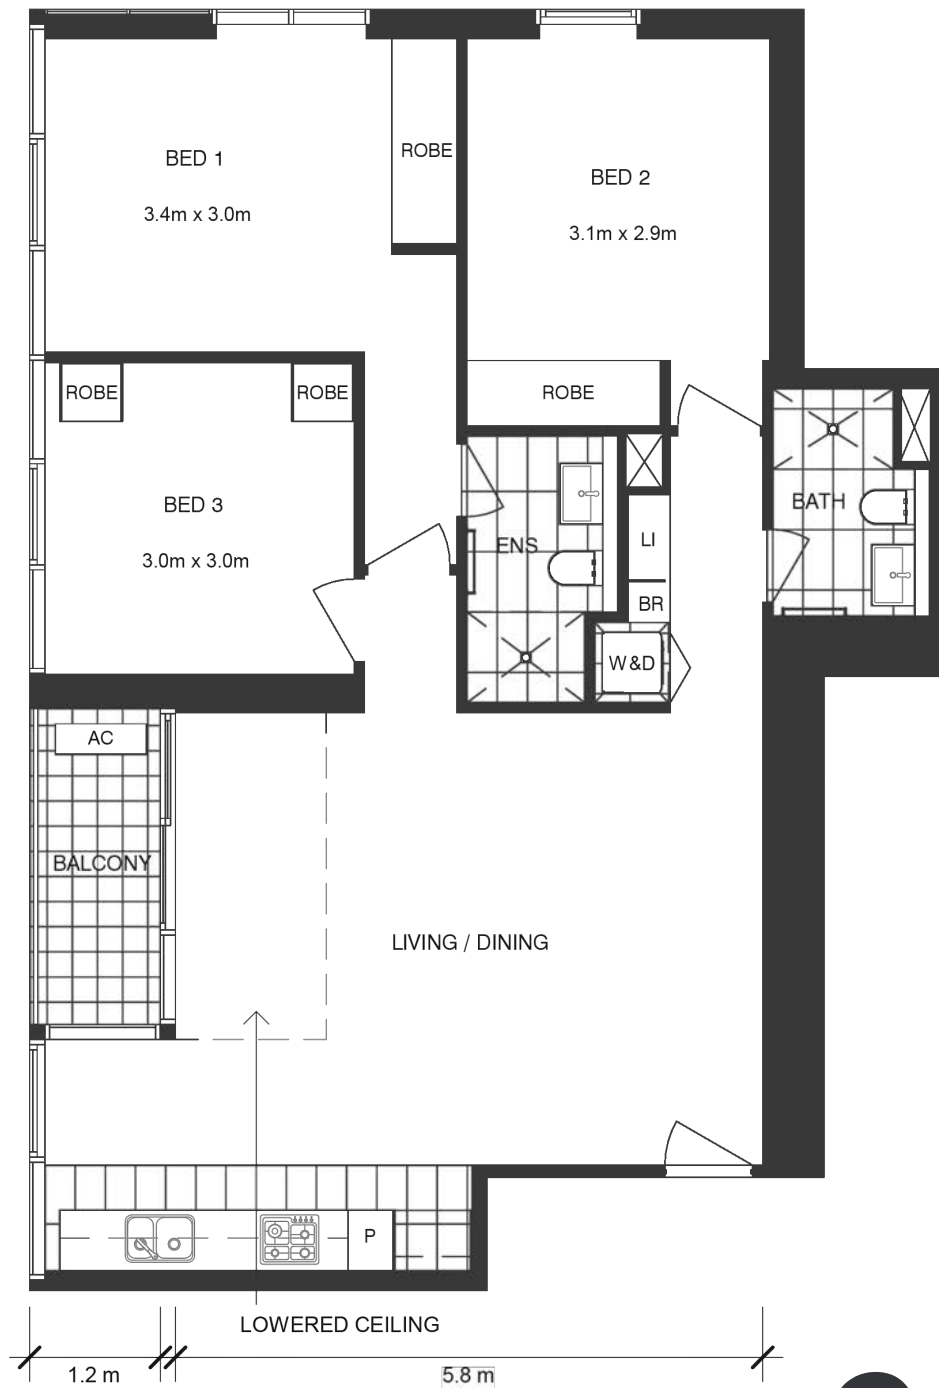 BED 1
3.4m x 3.0m
ROBE
BED 2
3.1m x 2.9m
ROBE
ROBE
ROBE
BED 3
3.0m x 3.0m
ENS
LI
BR
W&D
BATH
AC
BALCONY
LIVING / DINING
P
LOWERED CEILING
1.2 m
5.8 m